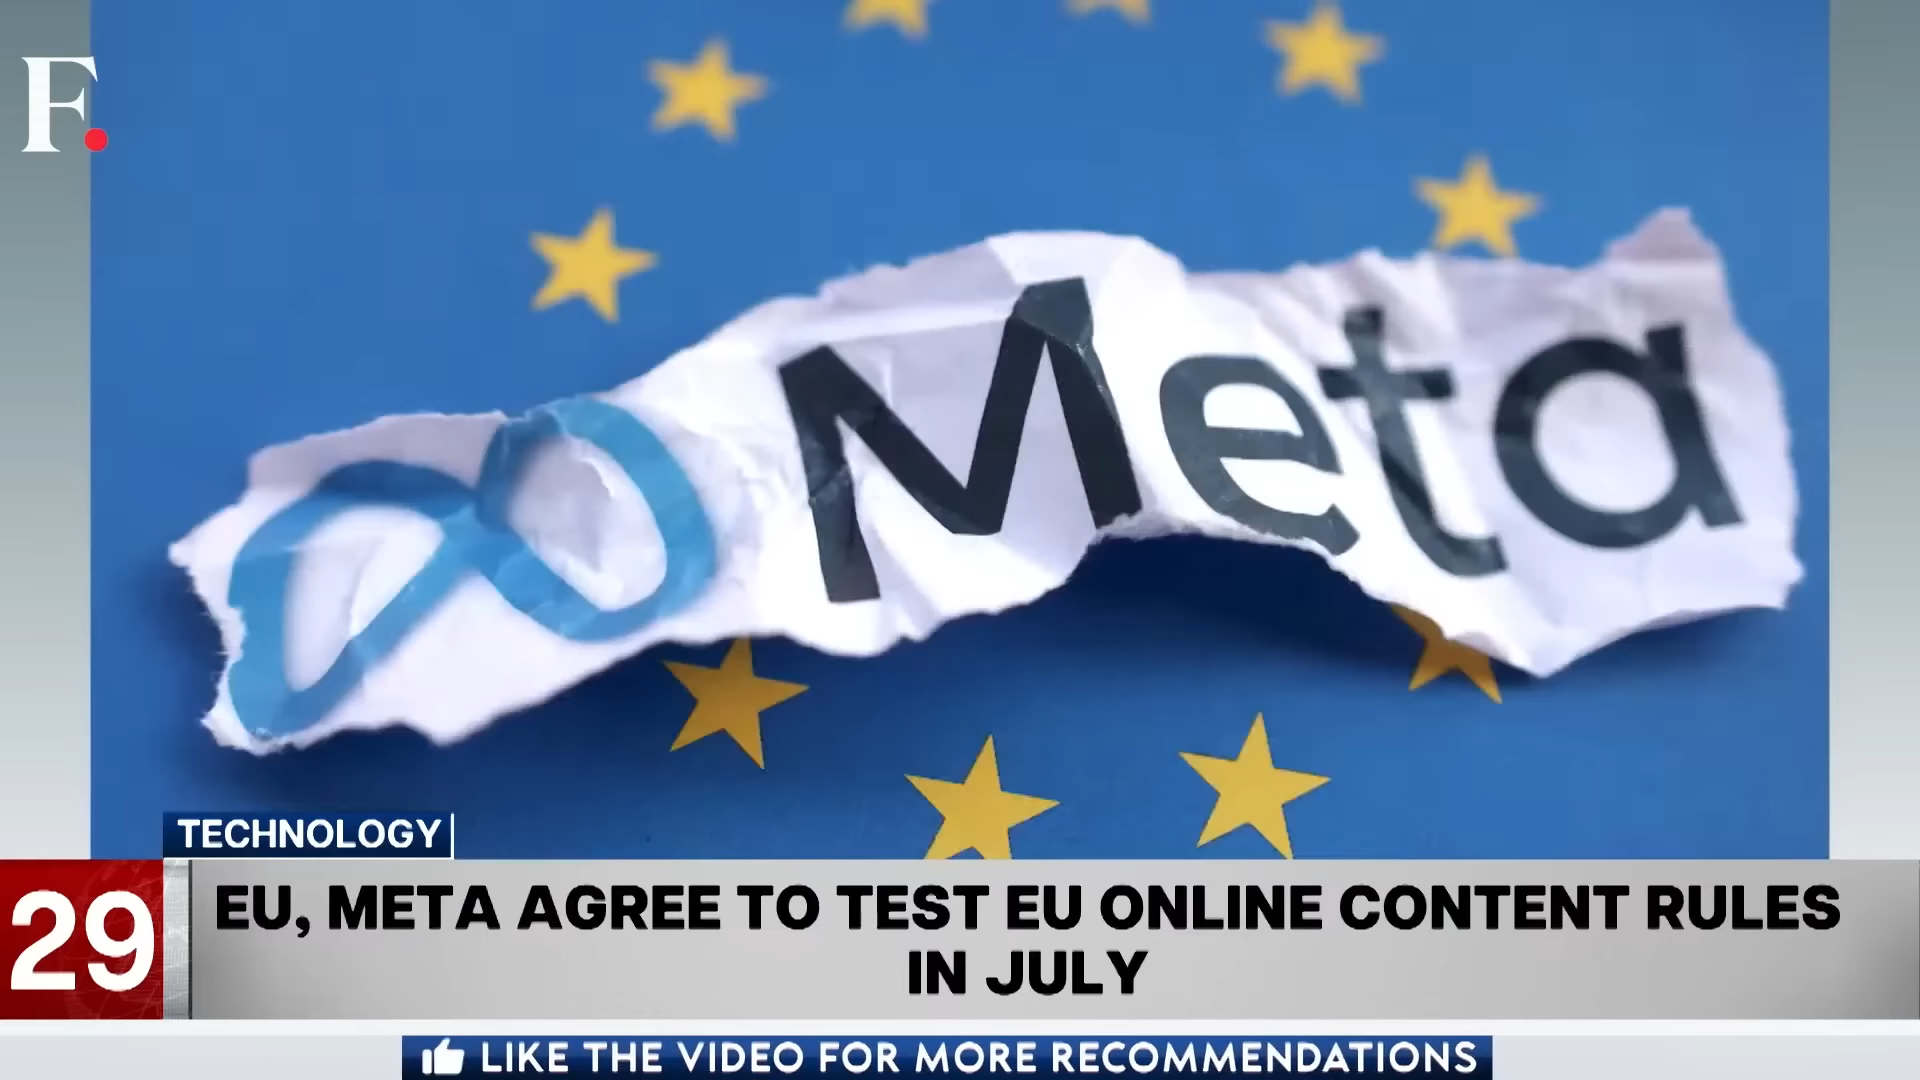 F.
Meta
TECHNOLOGY
29
EU, META AGREE TO TEST EU ONLINE CONTENT RULES
IN JULY
LIKE THE VIDEO FOR MORE RECOMMENDATIONS